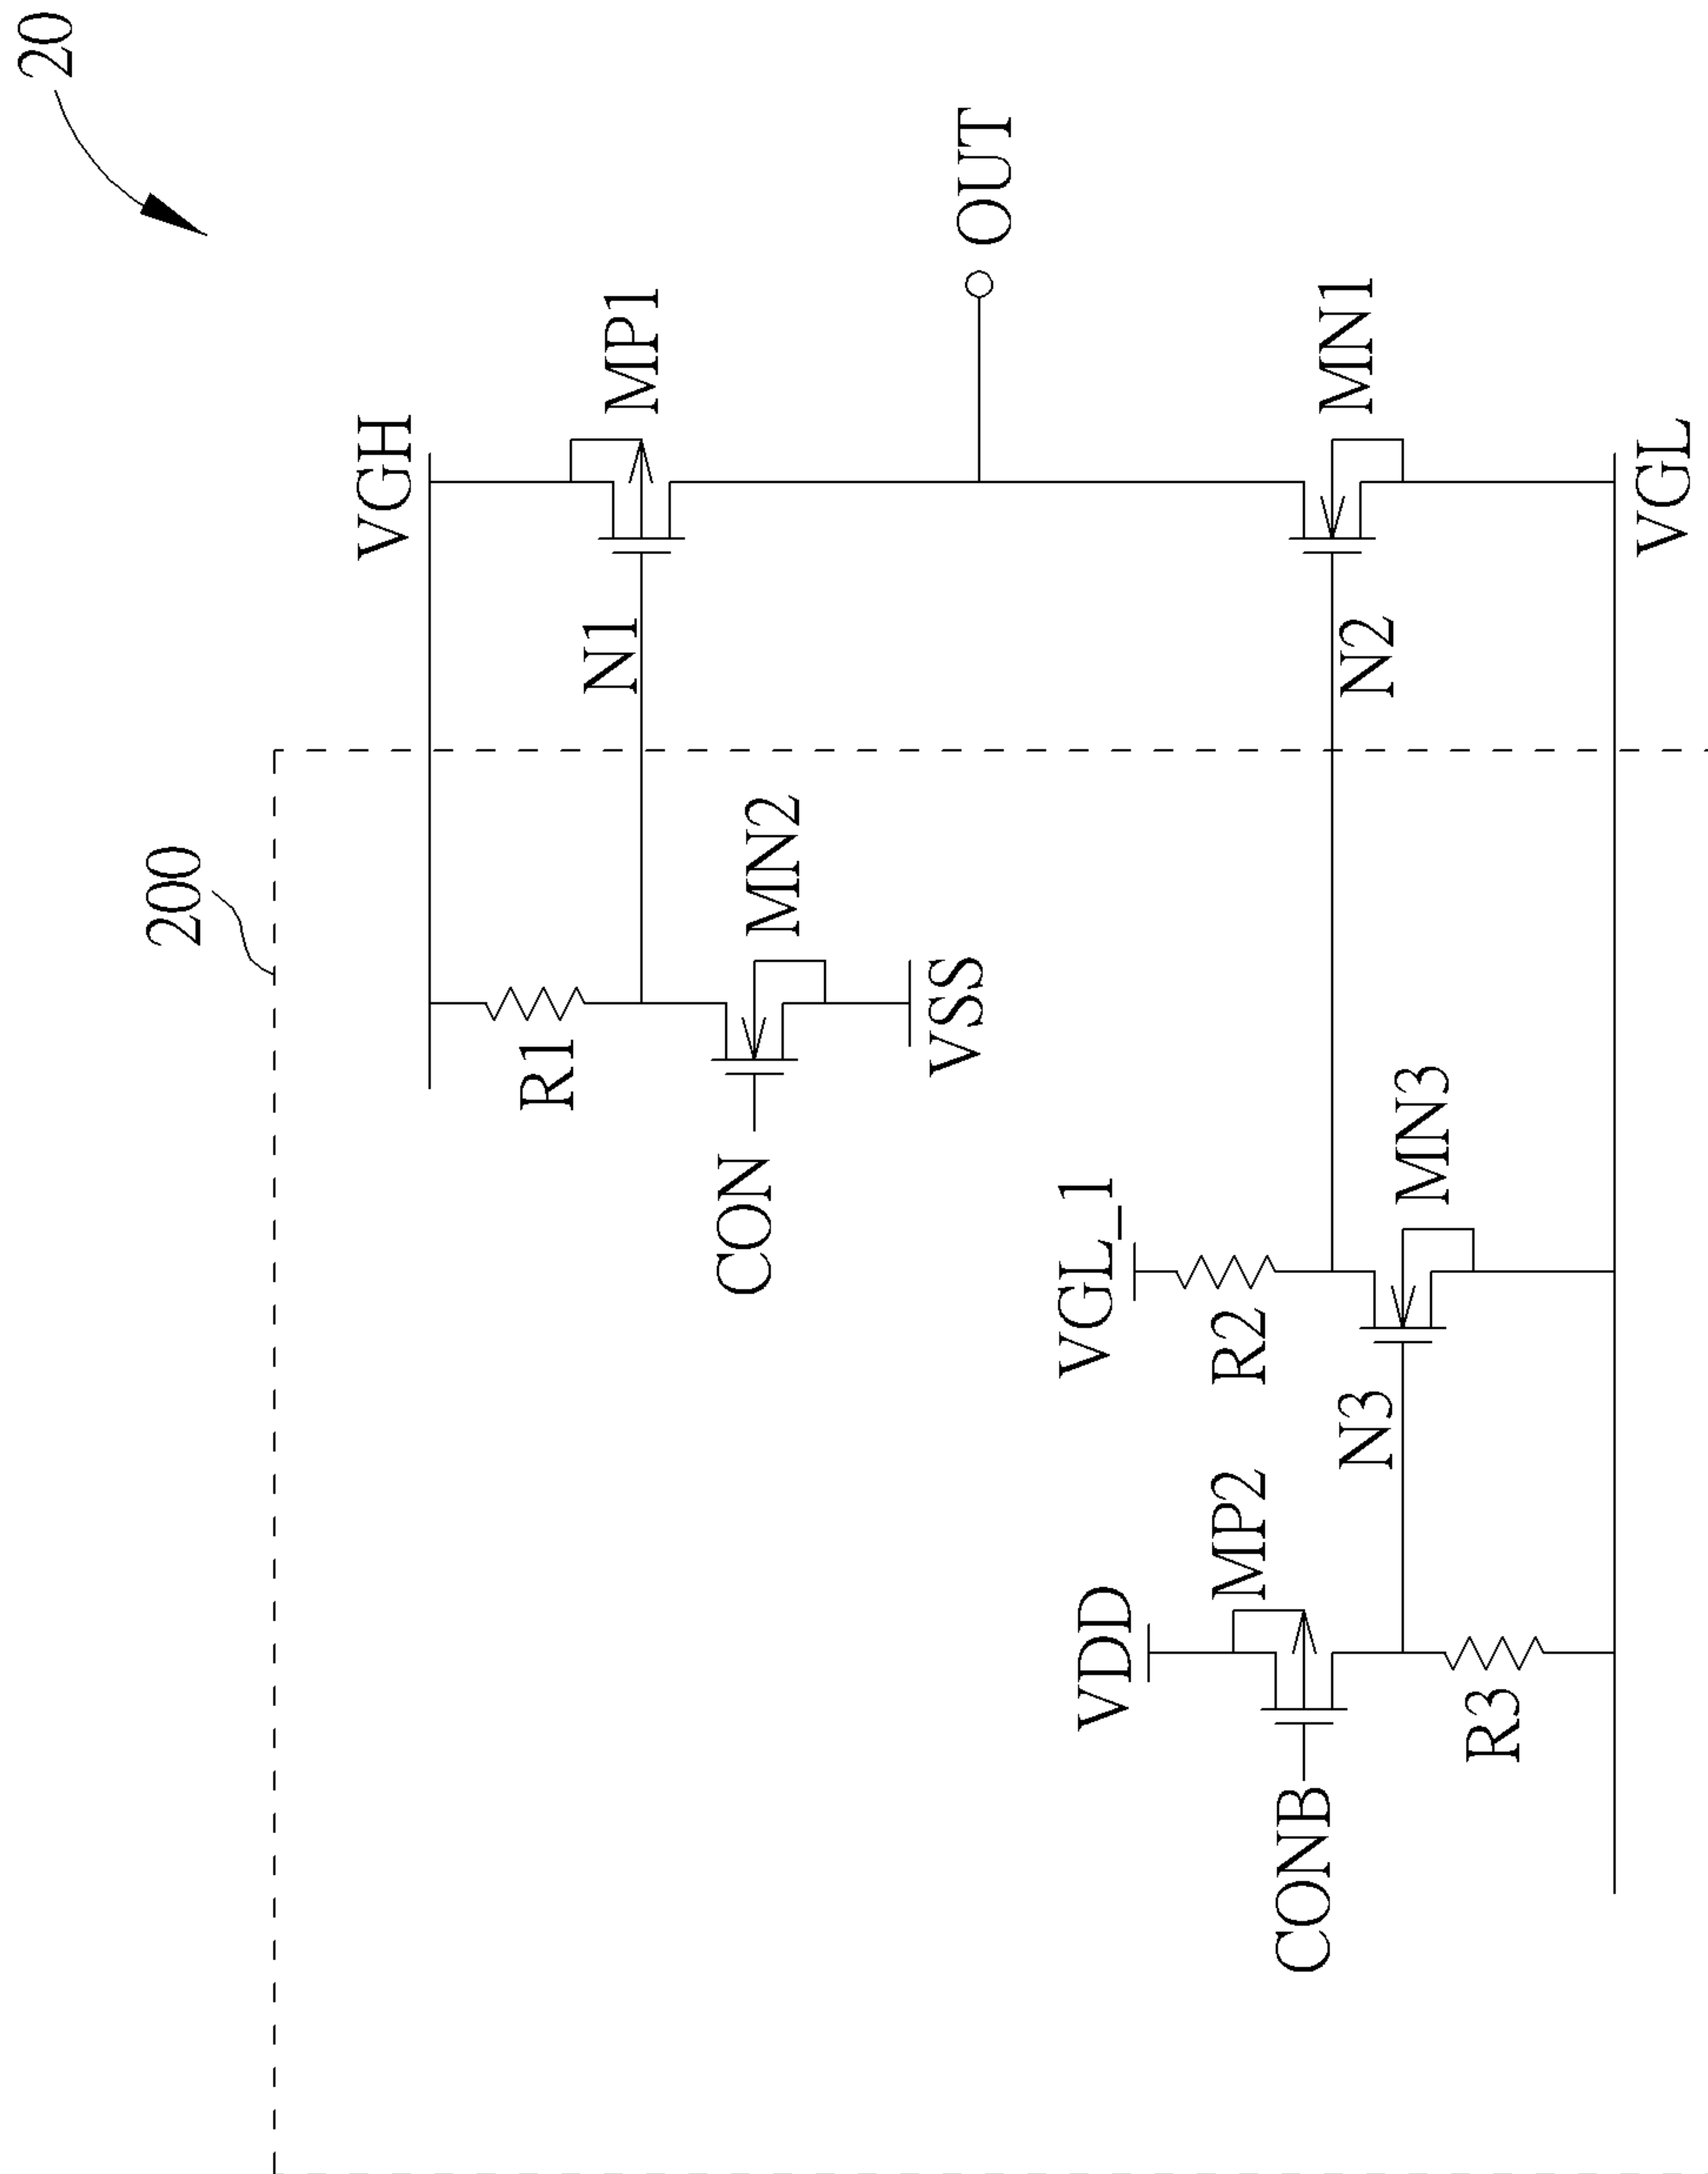 20
200
VGH
R1
N1
MP1
CON
MN2
VSS
OUT
VGL_1
VDD
R2
MP2
N2
MN1
CONB
N3
MN3
R3
VGL